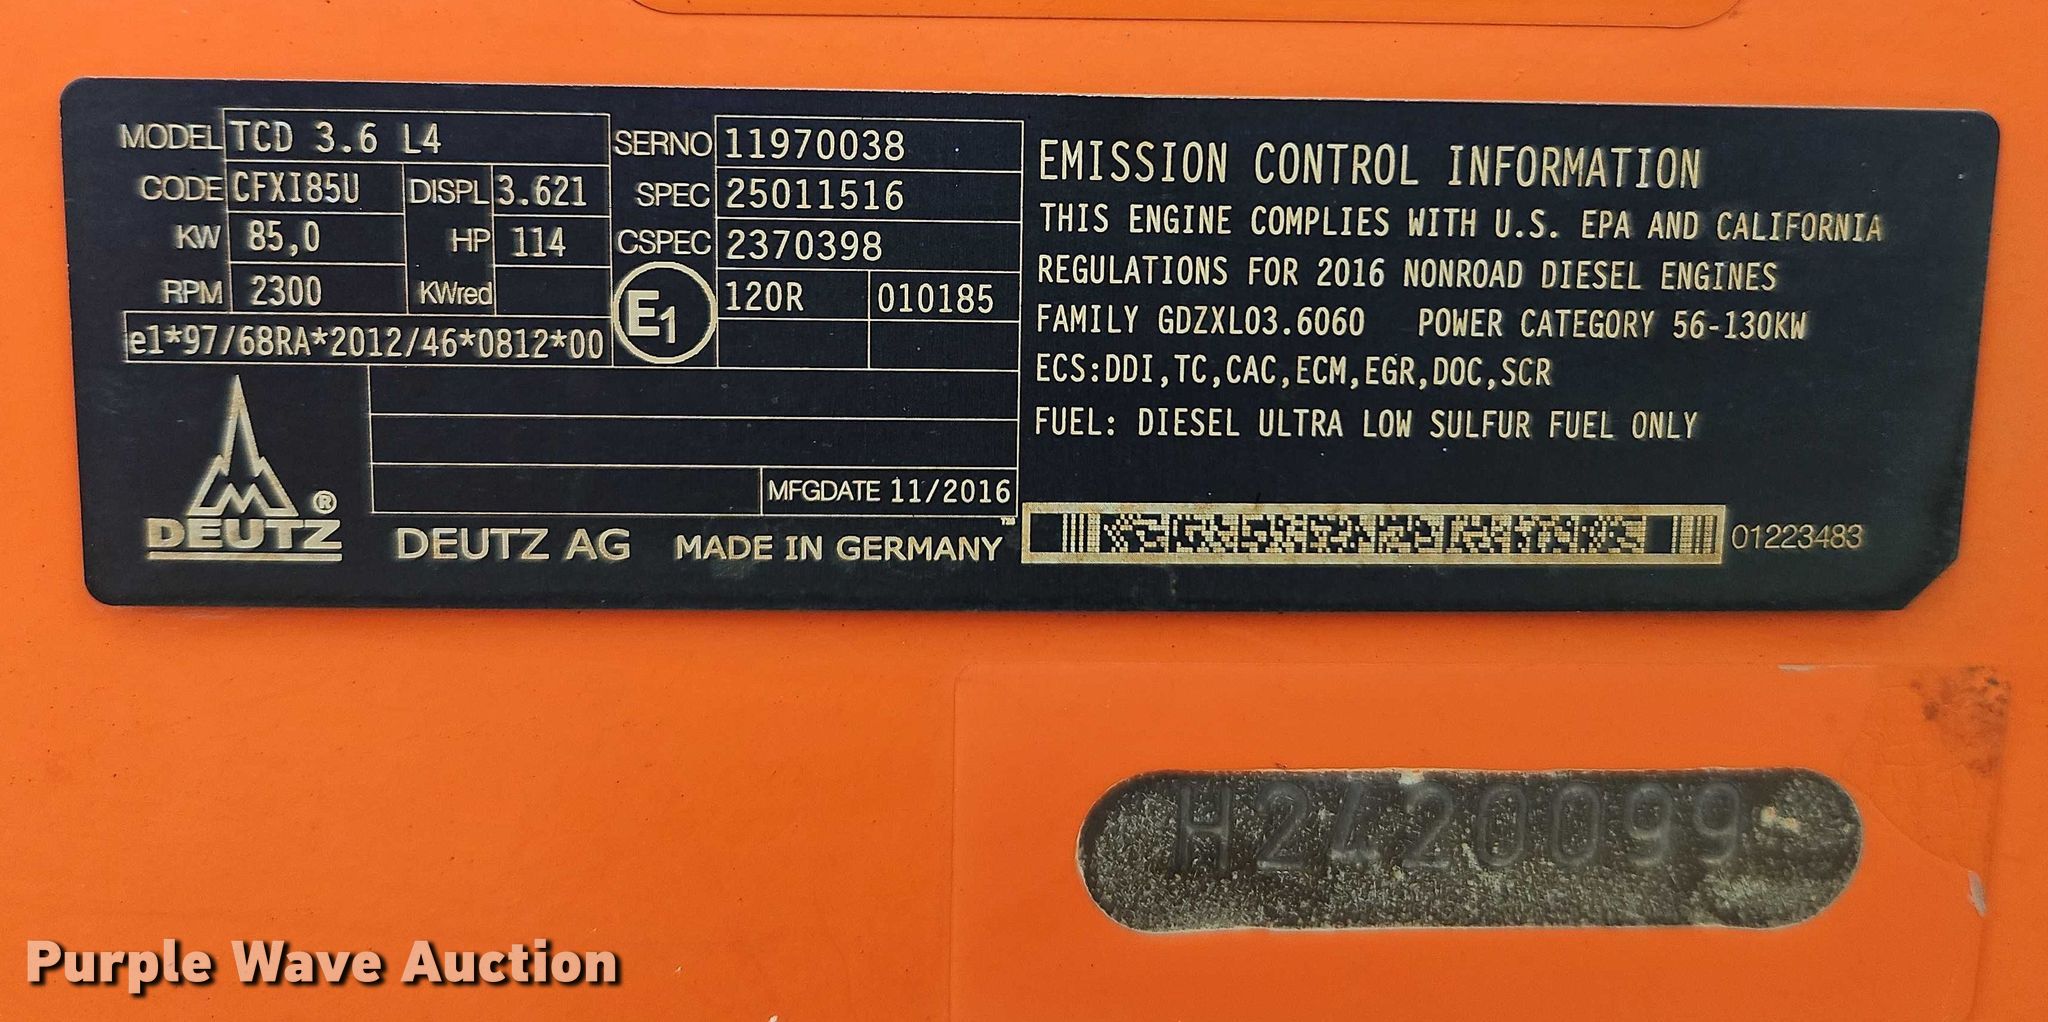 MODEL TCD 3.6 L4
CODE CFXI85U DISPL 3.621
KW 85,0 HP 114
RPM 2300 KWred
e1*97/68RA*2012/46*0812*00
SERNO 11970038
SPEC 25011516
CSPEC 2370398
E1 120R 010185
MFGDATE 11/2016
DEUTZ ®
DEUTZ AG MADE IN GERMANY ™
EMISSION CONTROL INFORMATION
THIS ENGINE COMPLIES WITH U.S. EPA AND CALIFORNIA
REGULATIONS FOR 2016 NONROAD DIESEL ENGINES
FAMILY GDZXL03.6060 POWER CATEGORY 56-130KW
ECS:DDI,TC,CAC,ECM,EGR,DOC,SCR
FUEL: DIESEL ULTRA LOW SULFUR FUEL ONLY
01223483
H2420099
Purple Wave Auction